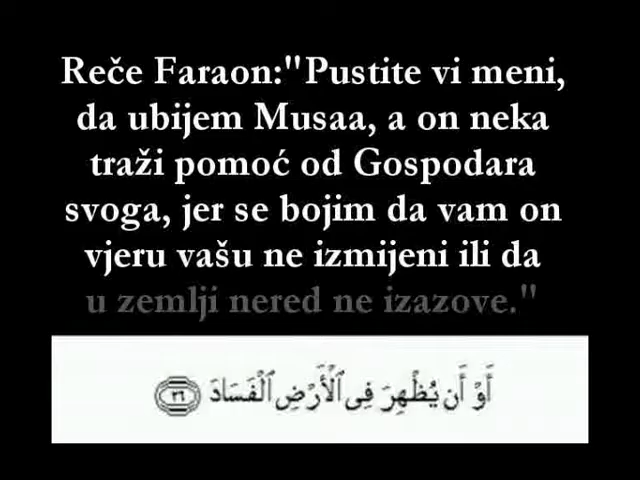 Reče Faraon:"Pustite vi meni,
da ubijem Musaa, a on neka
traži pomoć od Gospodara
svoga, jer se bojim da vam on
vjeru vašu ne izmijeni ili da
u zemlji nered ne izazove."
أَوْ أَن يُظْهِرَ فِى ٱلْأَرْضِ ٱلْفَسَادَ ٢٦